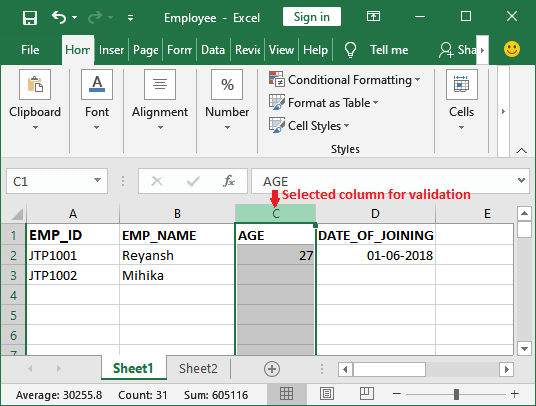 Employee - Excel Sign in
File Hom Inser Page Forr Data Revie View Help Tell me Sha
Clipboard Font Alignment % Number Conditional Formatting Format as Table Cell Styles Styles Cells
C1 fx AGE
Selected column for validation
A B C D E
1 EMP_ID EMP_NAME AGE DATE_OF_JOINING
2 JTP1001 Reyansh 27 01-06-2018
3 JTP1002 Mihika
4
5
6
7
Sheet1 Sheet2
Average: 30255.8 Count: 31 Sum: 605116